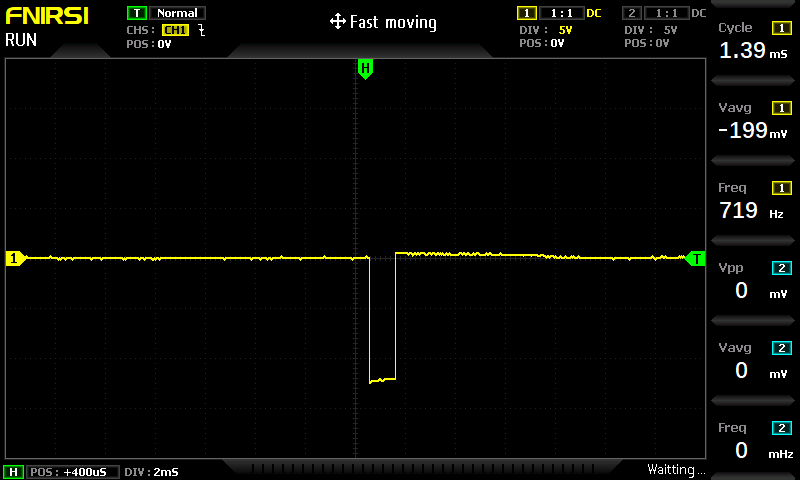 FNIRSI
RUN
T Normal
CHS: CH1
POS: 0V
Fast moving
1 1:1 DC
DIV: 5V
POS: 0V
2 1:1 DC
DIV: 5V
POS: 0V
H
1
T
Cycle 1
1.39 mS
Vavg 1
-199 mV
Freq 1
719 Hz
Vpp 2
0 mV
Vavg 2
0 mV
Freq 2
0 mHz
H POS: +400uS DIV: 2mS
Waitting...